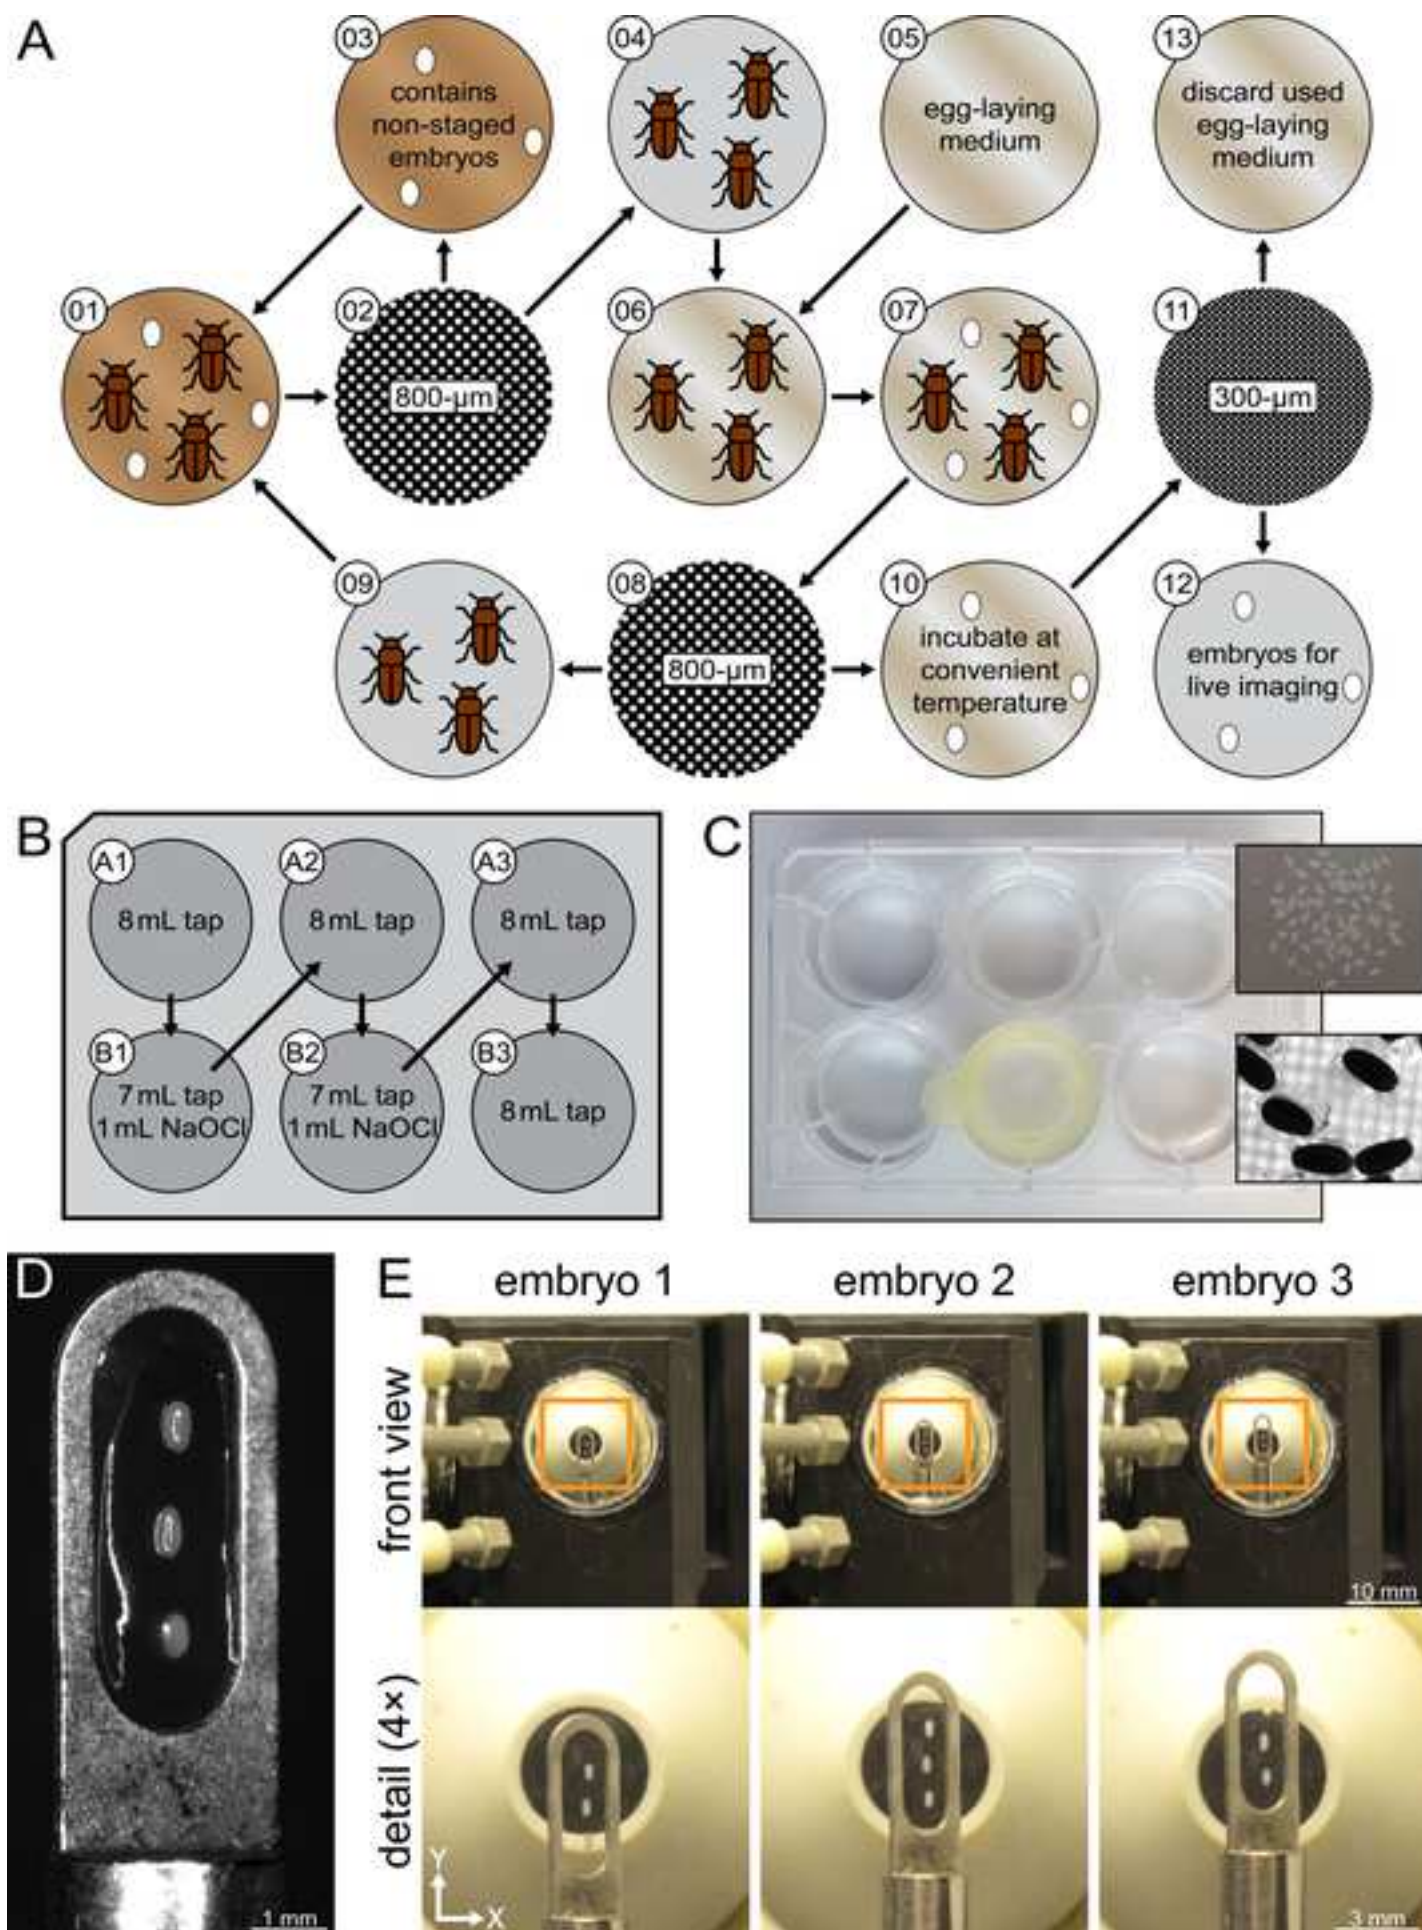 A
03
contains
non-staged
embryos
04
05
egg-laying
medium
13
discard used
egg-laying
medium
01
02
800-µm
06
07
11
300-µm
09
08
800-µm
10
incubate at
convenient
temperature
12
embryos for
live imaging
B
A1
8 mL tap
A2
8 mL tap
A3
8 mL tap
B1
7 mL tap
1 mL NaOCl
B2
7 mL tap
1 mL NaOCl
B3
8 mL tap
C
D
1 mm
E
embryo 1
embryo 2
embryo 3
front view
10 mm
detail (4×)
Y
X
3 mm